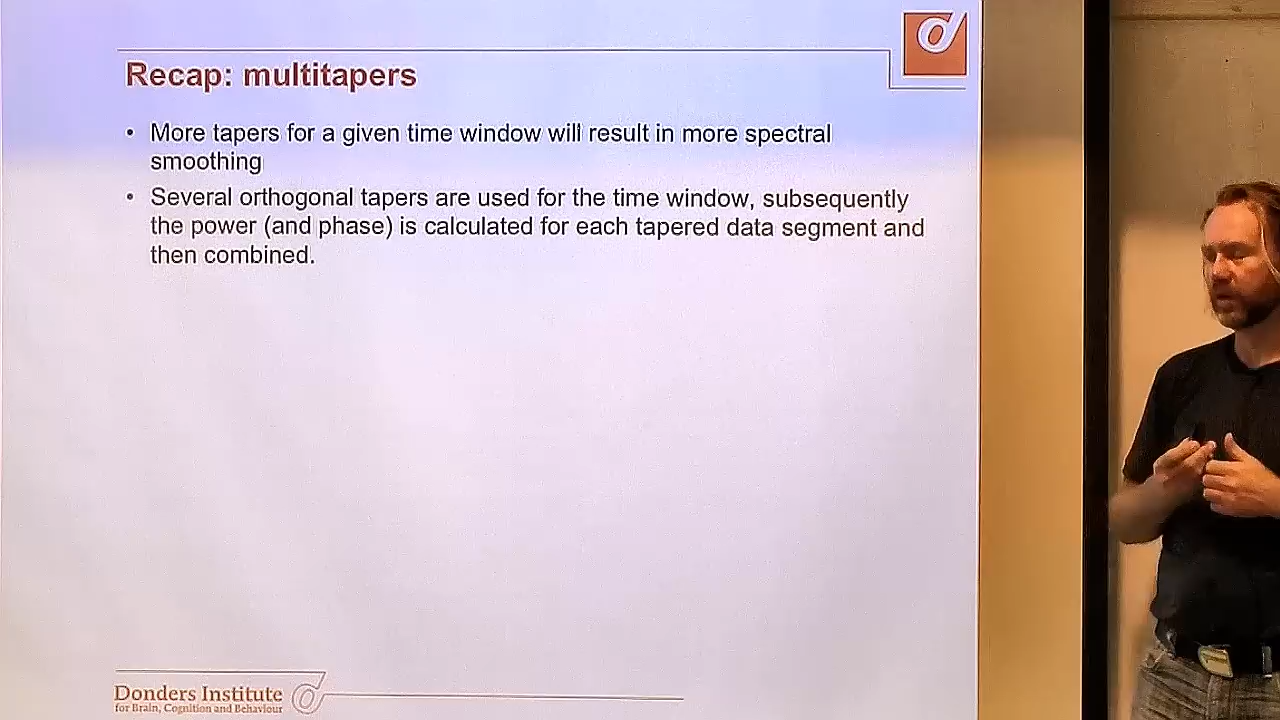 Recap: multitapers
• More tapers for a given time window will result in more spectral
smoothing
• Several orthogonal tapers are used for the time window, subsequently
the power (and phase) is calculated for each tapered data segment and
then combined.
Donders Institute
for Brain, Cognition and Behaviour